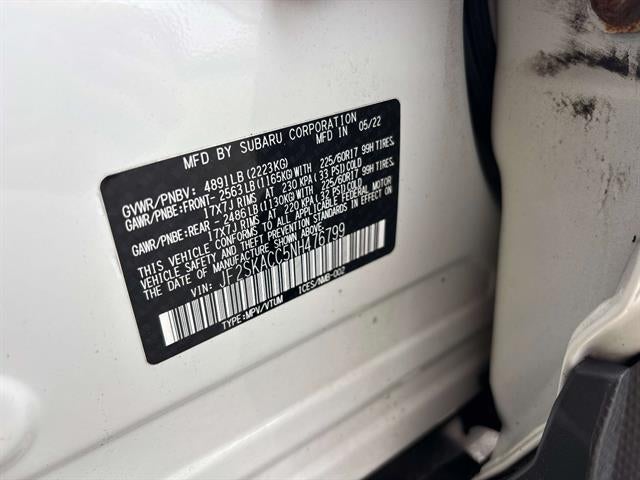 MFD BY SUBARU CORPORATION
MFD IN 05/22
GVWR/PNBV: 4891LB(2223KG)
GAWR/PNBE:FRONT-2563LB(1165KG)WITH 225/60R17 99H TIRES,
17X7J RIMS AT 230 KPA(33 PSI)COLD
GAWR/PNBE:REAR -2486LB(1130KG)WITH 225/60R17 99H TIRES,
17X7J RIMS AT 220 KPA(32 PSI)COLD
THIS VEHICLE CONFORMS TO ALL APPLICABLE FEDERAL MOTOR
VEHICLE SAFETY STANDARDS IN EFFECT ON
THE DATE OF MANUFACTURE SHOWN ABOVE.
VIN: JF2SKACC5NH476799
TYPE:MPV/VTUM ICES/NMB-002